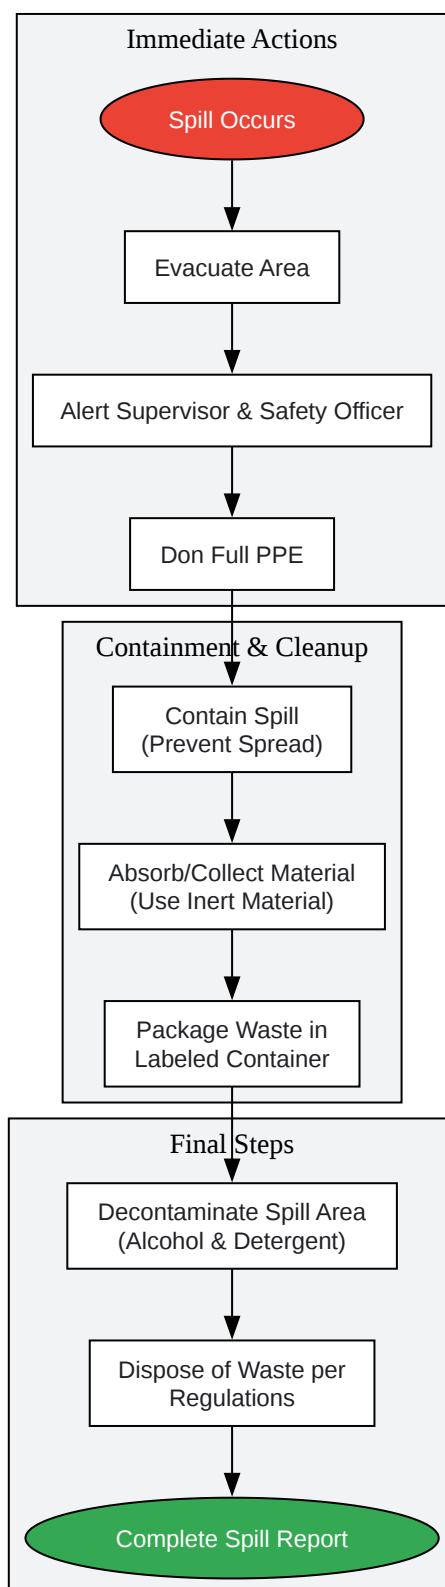 Immediate Actions
Spill Occurs
Evacuate Area
Alert Supervisor & Safety Officer
Don Full PPE
Containment & Cleanup
Contain Spill
(Prevent Spread)
Absorb/Collect Material
(Use Inert Material)
Package Waste in
Labeled Container
Final Steps
Decontaminate Spill Area
(Alcohol & Detergent)
Dispose of Waste per
Regulations
Complete Spill Report